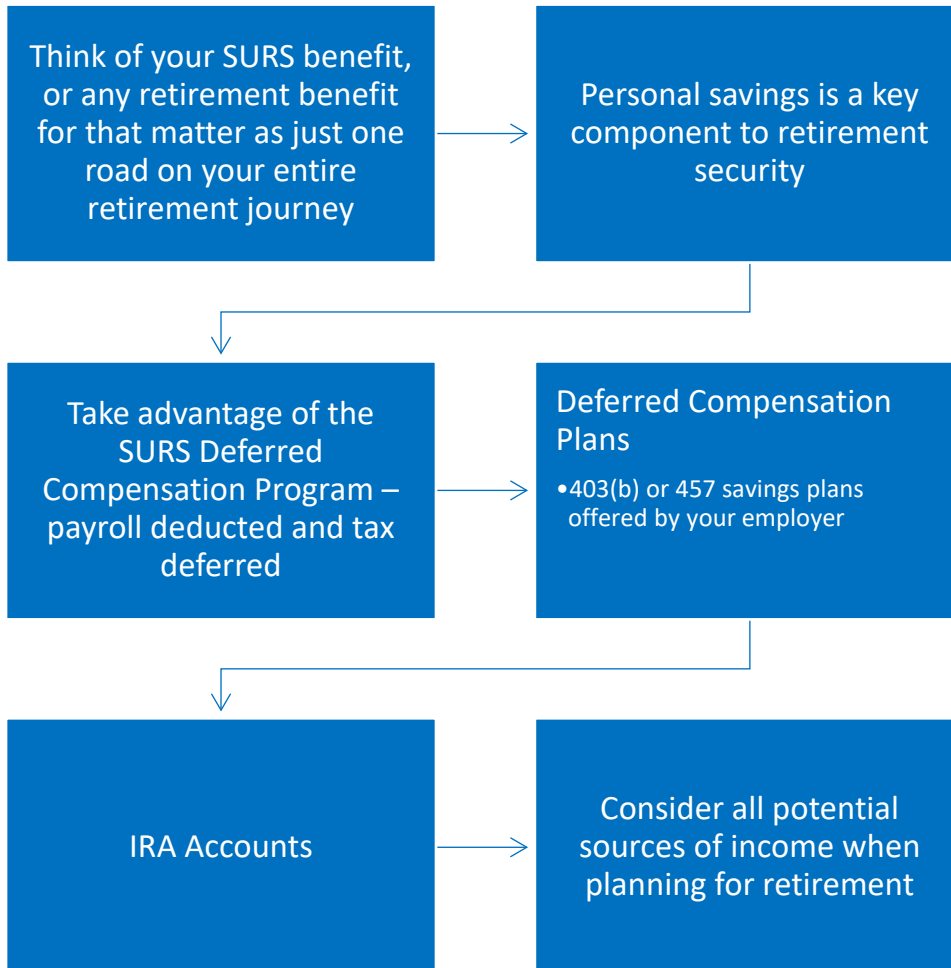 Think of your SURS benefit,
or any retirement benefit
for that matter as just one
road on your entire
retirement journey
Personal savings is a key
component to retirement
security
Take advantage of the
SURS Deferred
Compensation Program –
payroll deducted and tax
deferred
Deferred Compensation
Plans
•403(b) or 457 savings plans
offered by your employer
IRA Accounts
Consider all potential
sources of income when
planning for retirement